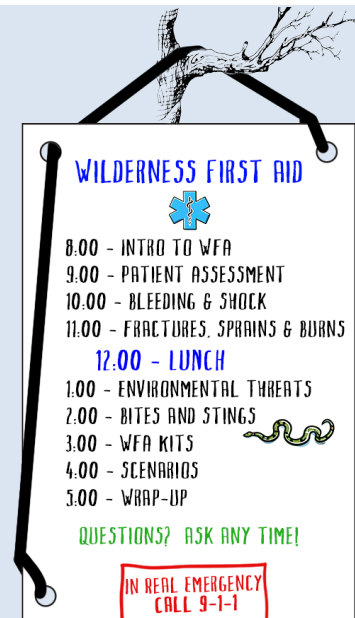 WILDERNESS FIRST AID
8:00 - INTRO TO WFA
9:00 - PATIENT ASSESSMENT
10:00 - BLEEDING & SHOCK
11:00 - FRACTURES, SPRAINS & BURNS
12:00 - LUNCH
1:00 - ENVIRONMENTAL THREATS
2:00 - BITES AND STINGS
3:00 - WFA KITS
4:00 - SCENARIOS
5:00 - WRAP-UP
QUESTIONS? ASK ANY TIME!
IN REAL EMERGENCY
CALL 9-1-1